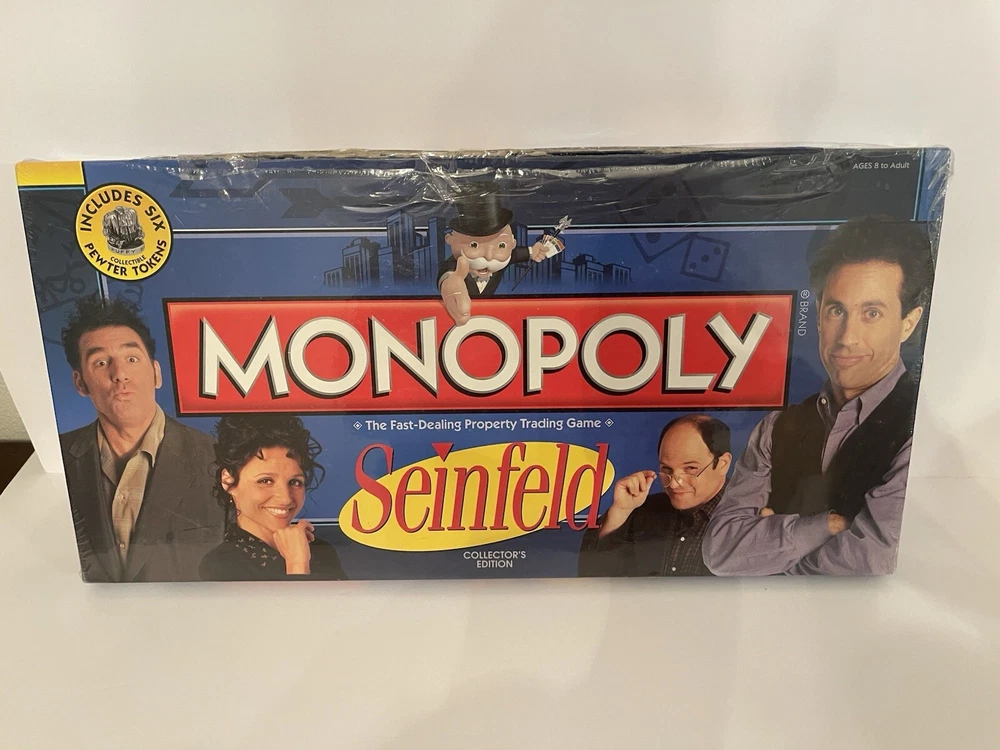 AGES 8 to Adult
INCLUDES SIX
COLLECTIBLE
PEWTER TOKENS
MONOPOLY
® BRAND
The Fast-Dealing Property Trading Game
Seinfeld
COLLECTOR'S
EDITION